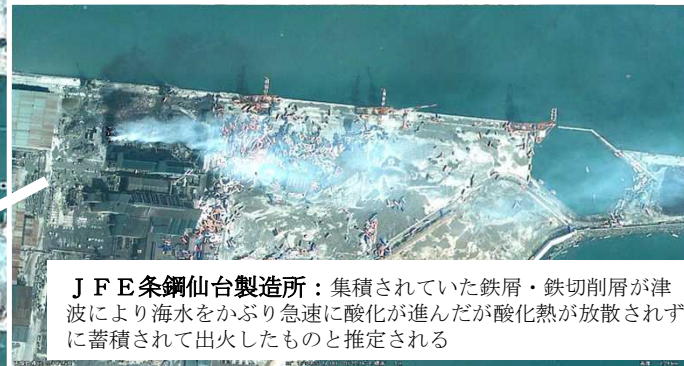 ＪＦＥ条鋼仙台製造所：集積されていた鉄屑・鉄切削屑が津
波により海水をかぶり急速に酸化が進んだが酸化熱が放散されず
に蓄積されて出火したものと推定される